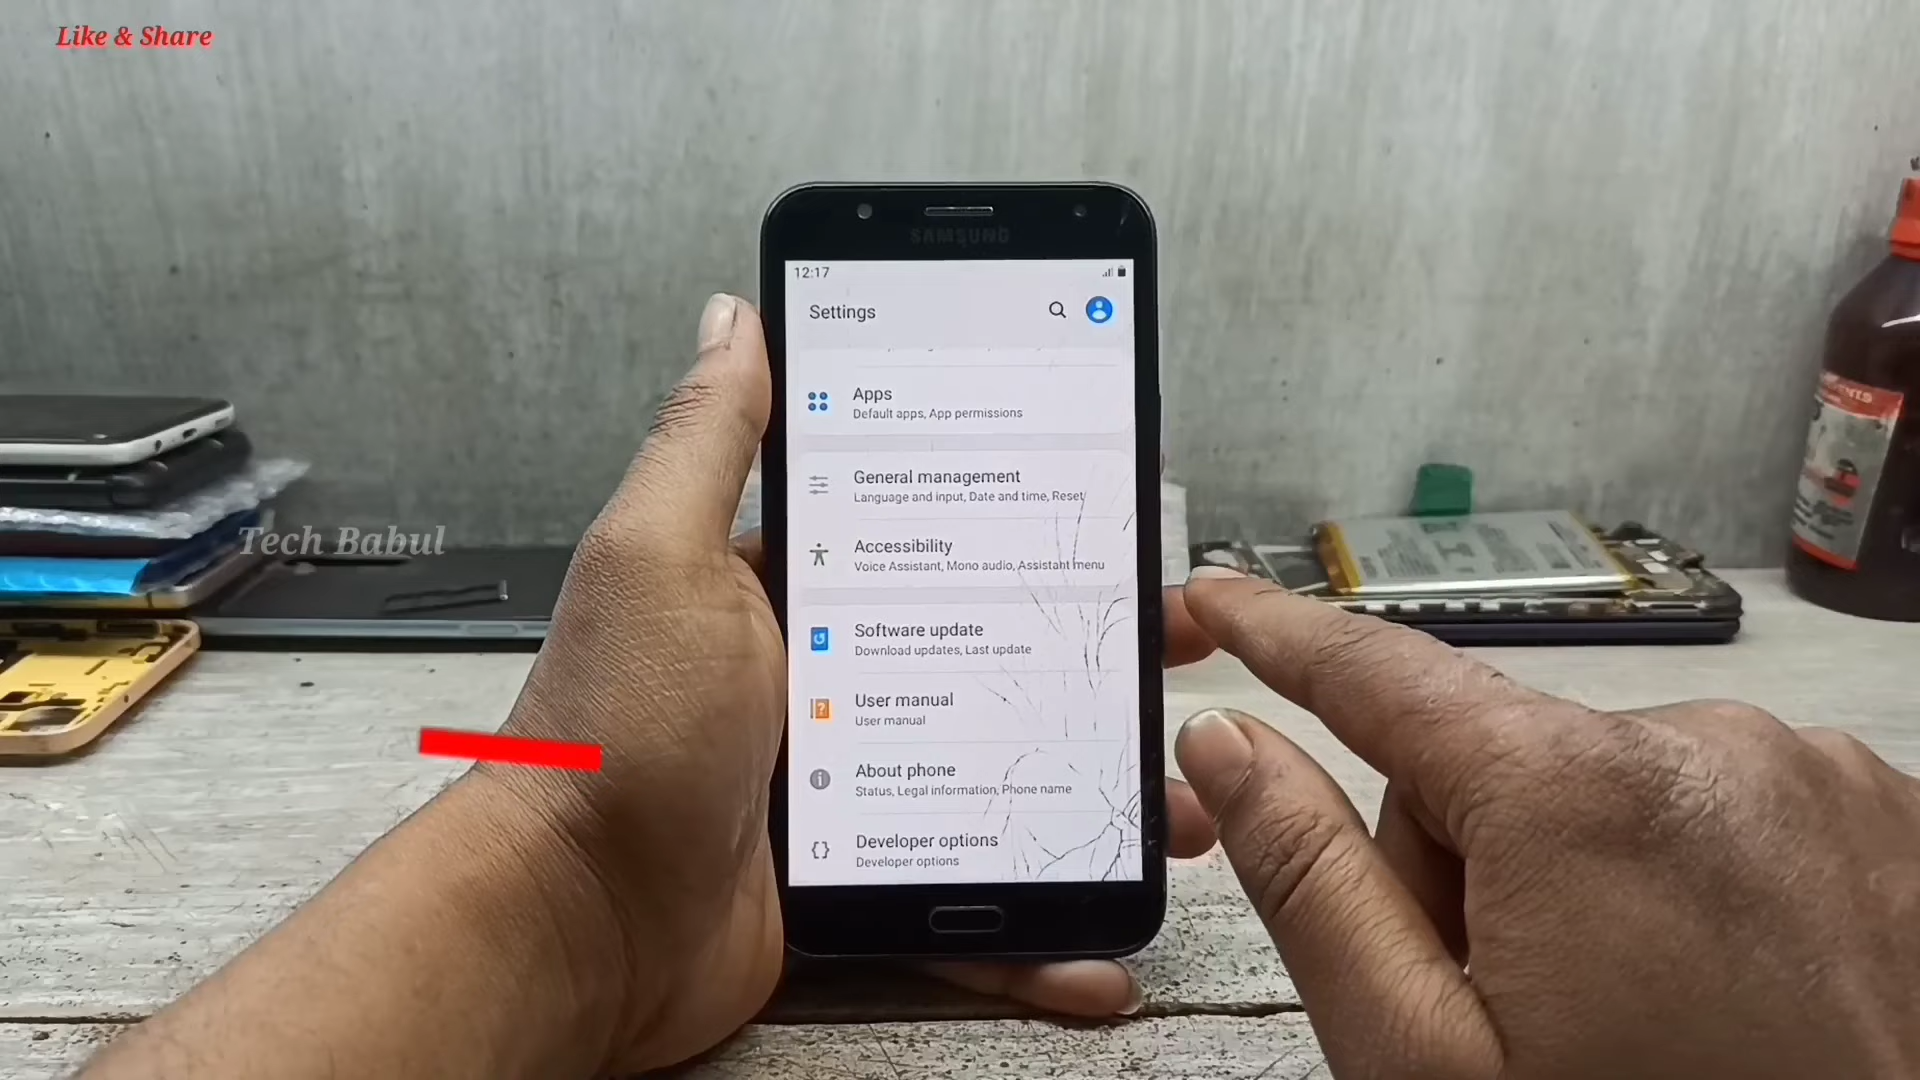 Like & Share
SAMSUNG
12:17
Settings
Apps
Default apps, App permissions
General management
Language and input, Date and time, Reset
Accessibility
Voice Assistant, Mono audio, Assistant menu
Tech Babul
Software update
Download updates, Last update
User manual
User manual
About phone
Status, Legal information, Phone name
Developer options
Developer options